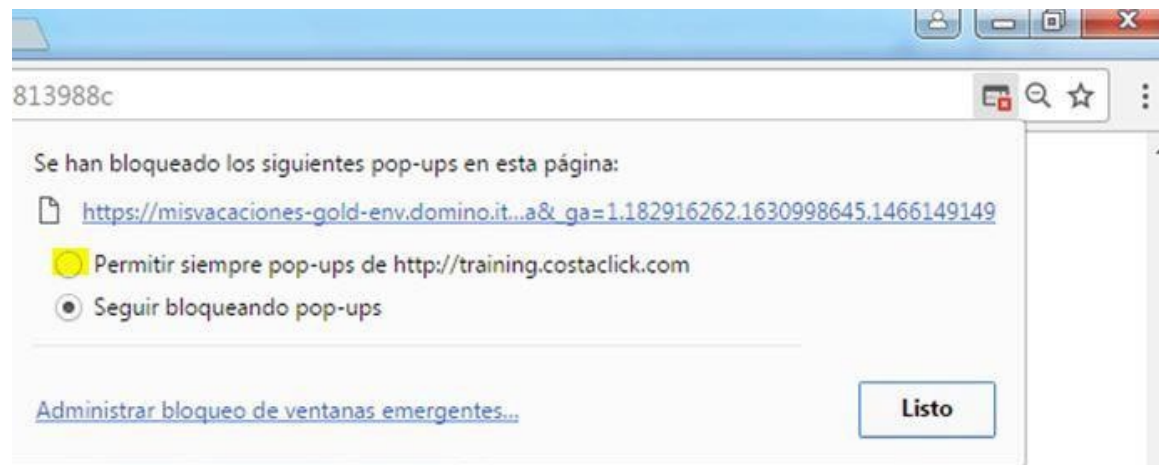 813988c
Se han bloqueado los siguientes pop-ups en esta página:
https://misvacaciones-gold-env.domino.it...a&_ga=1.182916262.1630998645.1466149149
Permitir siempre pop-ups de http://training.costaclick.com
Seguir bloqueando pop-ups
Administrar bloqueo de ventanas emergentes...
Listo